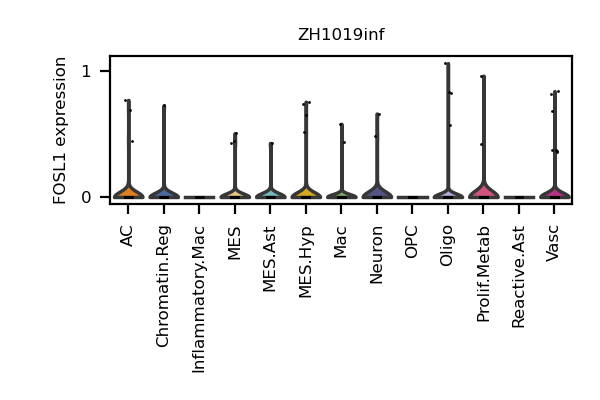 ZH1019inf
FOSL1 expression
1
0
AC
Chromatin.Reg
Inflammatory.Mac
MES
MES.Ast
MES.Hyp
Mac
Neuron
OPC
Oligo
Prolif.Metab
Reactive.Ast
Vasc